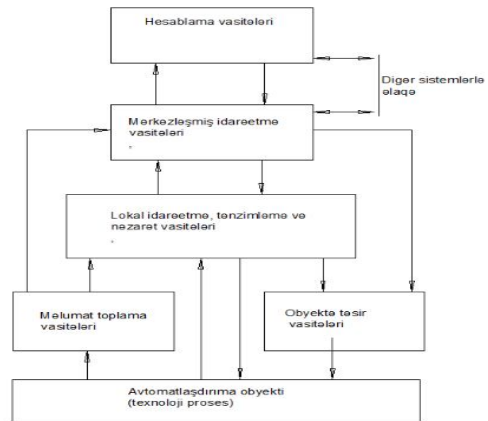 Hesablama vasitələri
Digər sistemlərlə
əlaqə
Mərkəzləşmiş idarəetmə
vasitələri
,
Lokal idarəetmə, tənzimləmə və
nəzarət vasitələri
.
Məlumat toplama
vasitələri
Obyektə təsir
vasitələri
Avtomatlaşdırıma obyekti
(texnoloji proses)